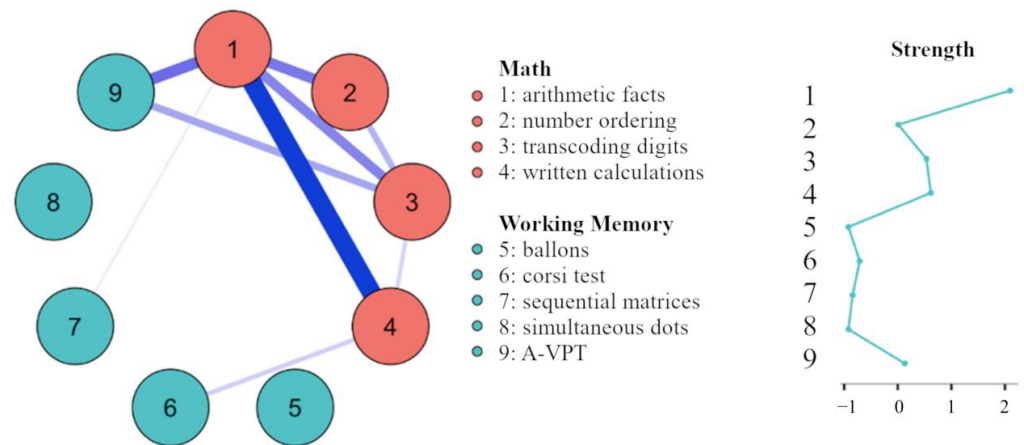 1
2
3
4
5
6
7
8
9
Math
1: arithmetic facts
2: number ordering
3: transcoding digits
4: written calculations
Working Memory
5: ballons
6: corsi test
7: sequential matrices
8: simultaneous dots
9: A-VPT
Strength
1
2
3
4
5
6
7
8
9
−1 0 1 2